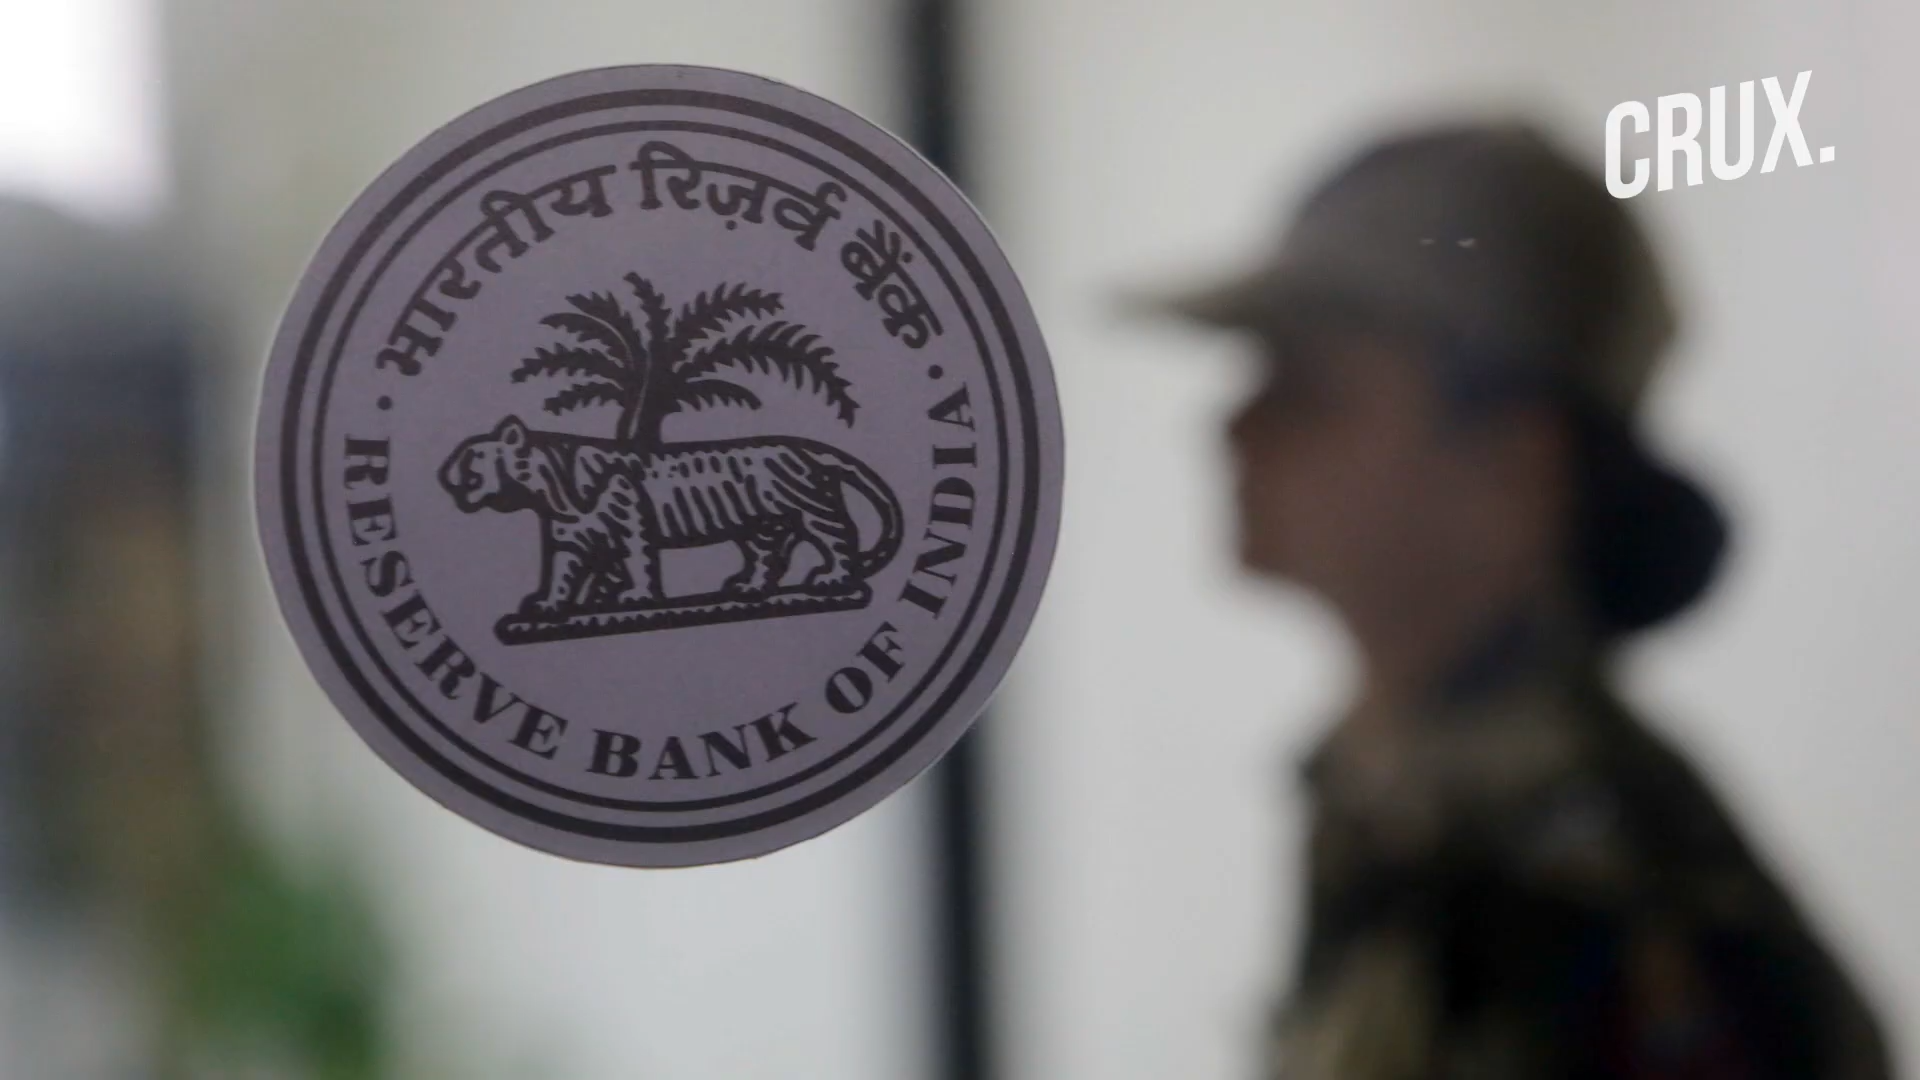 भारतीय रिज़र्व बैंक
RESERVE BANK OF INDIA
CRUX.